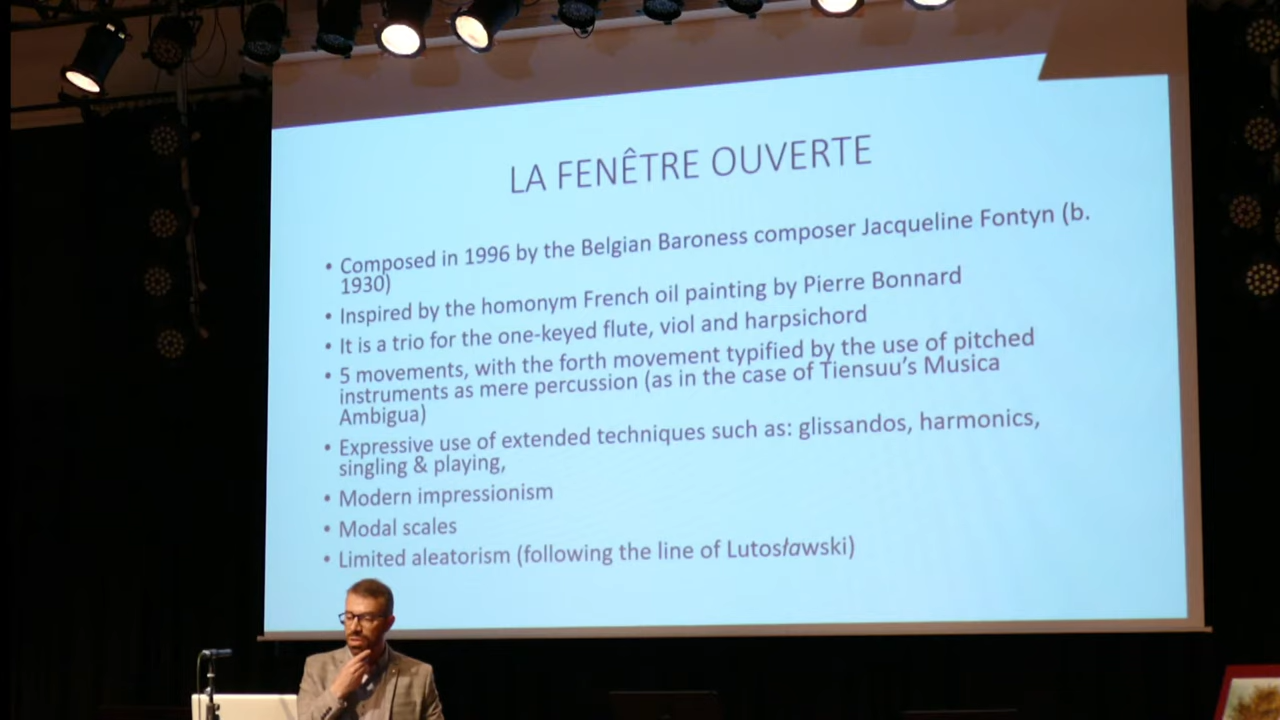 LA FENÊTRE OUVERTE
• Composed in 1996 by the Belgian Baroness composer Jacqueline Fontyn (b.
1930)
• Inspired by the homonym French oil painting by Pierre Bonnard
• It is a trio for the one-keyed flute, viol and harpsichord
• 5 movements, with the forth movement typified by the use of pitched
instruments as mere percussion (as in the case of Tiensuu’s Musica
Ambigua)
• Expressive use of extended techniques such as: glissandos, harmonics,
singling & playing,
• Modern impressionism
• Modal scales
• Limited aleatorism (following the line of Lutosławski)